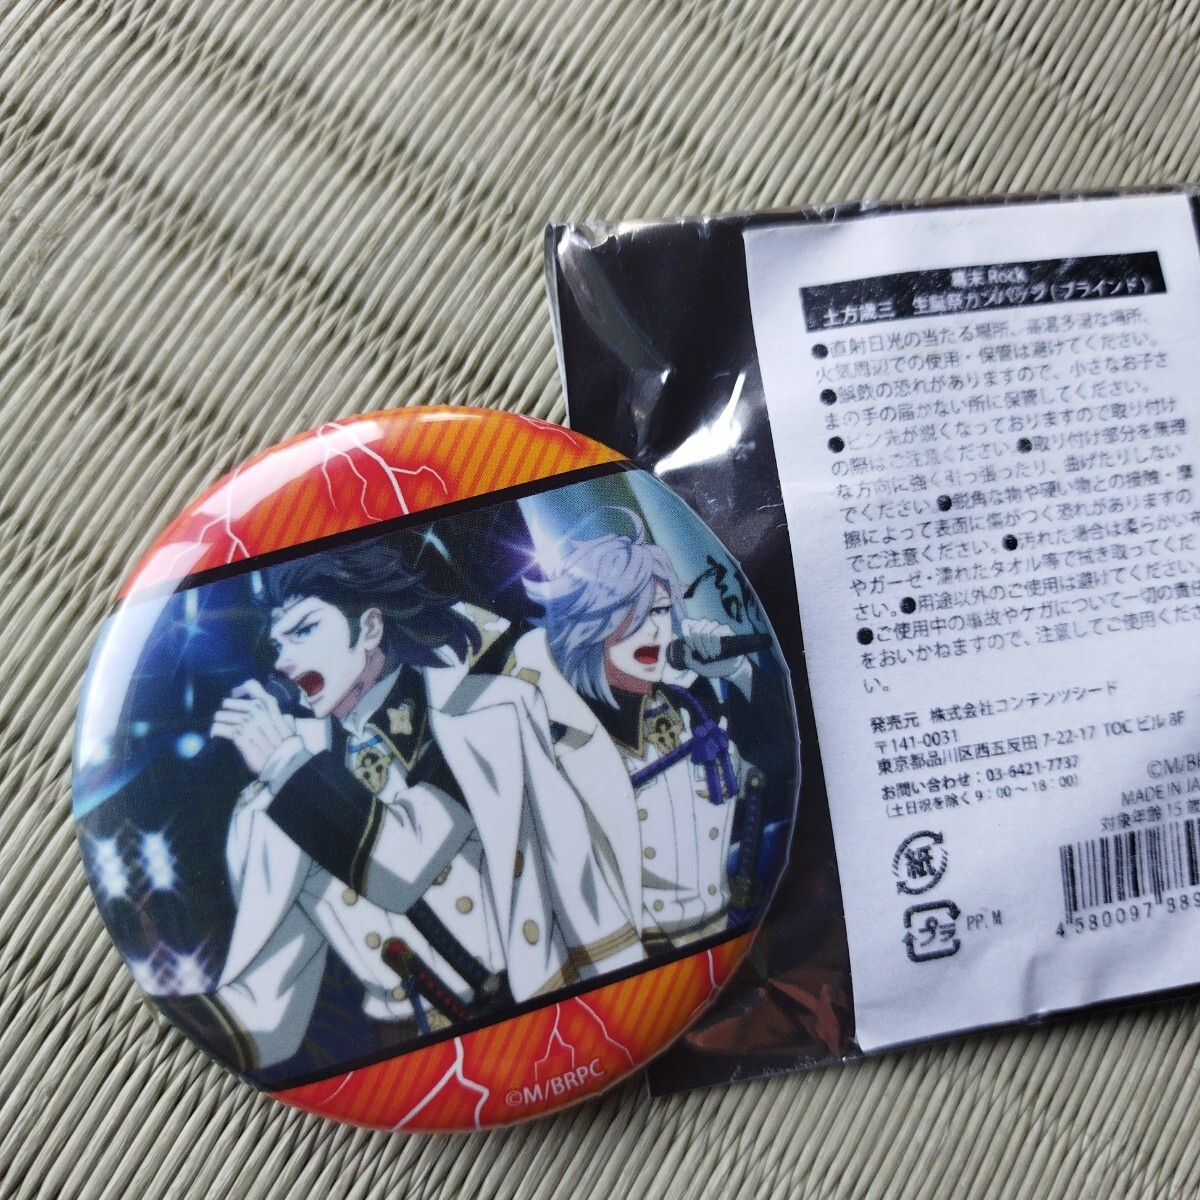 幕末 Rock
土方歳三　生誕祭カンバッヂ(ブラインド)
●直射日光の当たる場所、高温多湿な場所、
火気周辺での使用・保管は避けてください。
●誤飲の恐れがありますので、小さなお子さ
まの手の届かない所に保管してください。
●ピン先が鋭くなっておりますので取り付け
の際はご注意ください。●取り付け部分を無理
な方向に強く引っ張ったり、曲げたりしない
でください。●鋭角な物や硬い物との接触・摩
擦によって表面に傷がつく恐れがありますの
でご注意ください。●汚れた場合は柔らかい布
やガーゼ・濡れたタオル等で拭き取ってくだ
さい。●用途以外のご使用は避けてください。
●ご使用中の事故やケガについて一切の責
をおいかねますので、注意してご使用くださ
い。
発売元 株式会社コンテンツシード
〒141-0031
東京都品川区西五反田 7-22-17 TOC ビル 8F
お問い合わせ：03-6421-7737
(土日祝を除く 9：00 ～ 18：00)
©M/BR
MADE IN JA
対象年齢 15 歳
紙
プラ
PP, M
4 580097 889
©M/BRPC